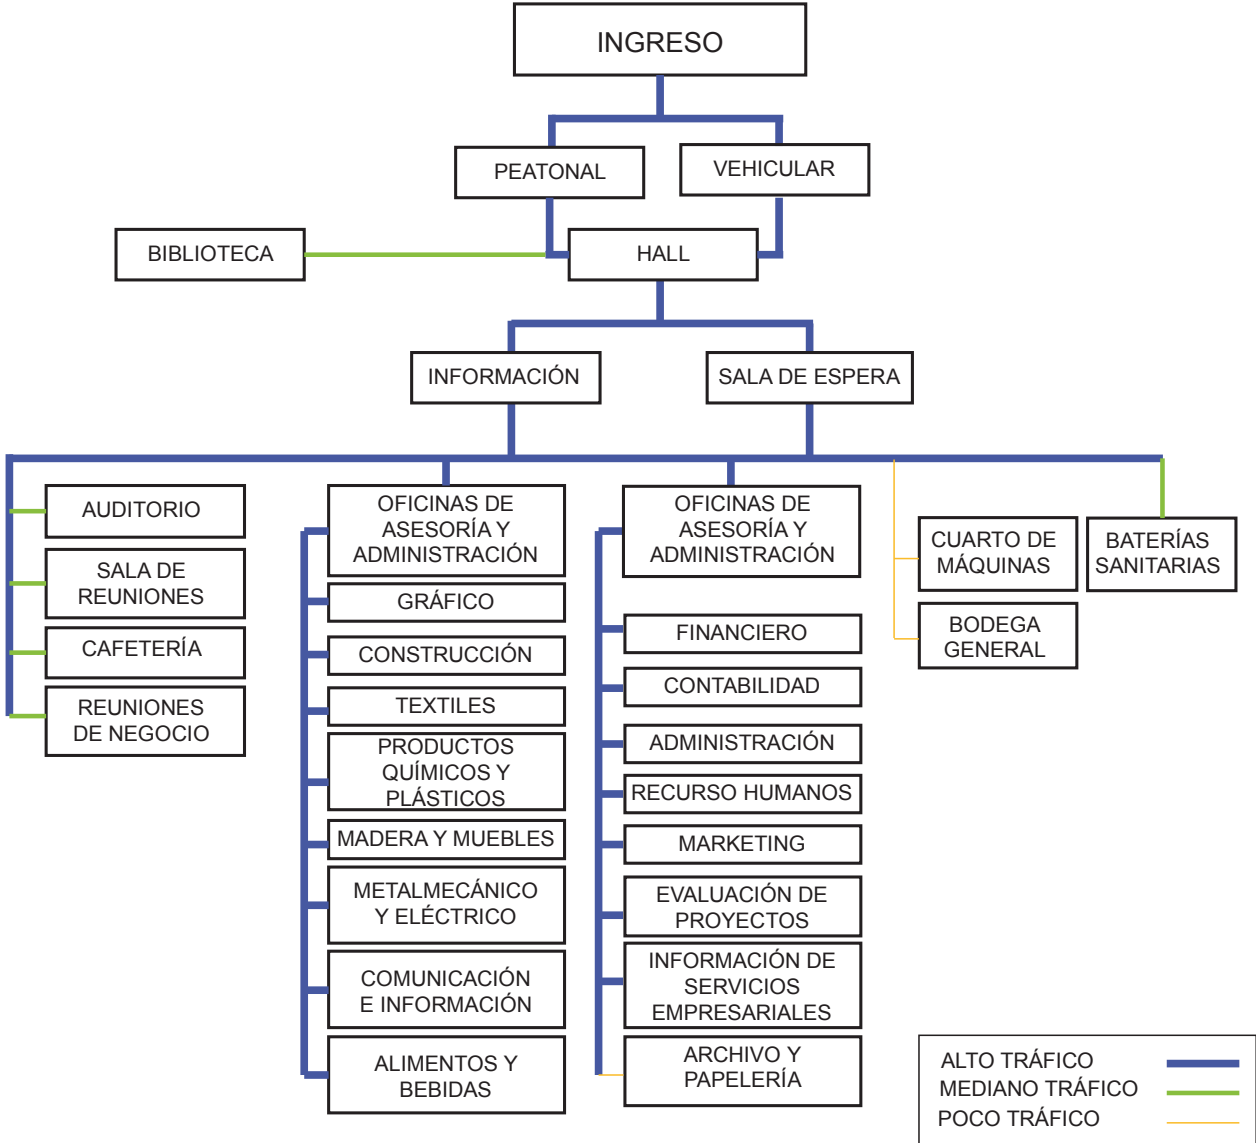 INGRESO
PEATONAL
VEHICULAR
BIBLIOTECA
HALL
INFORMACIÓN
SALA DE ESPERA
AUDITORIO
SALA DE
REUNIONES
CAFETERÍA
REUNIONES
DE NEGOCIO
OFICINAS DE
ASESORÍA Y
ADMINISTRACIÓN
GRÁFICO
CONSTRUCCIÓN
TEXTILES
PRODUCTOS
QUÍMICOS Y
PLÁSTICOS
MADERA Y MUEBLES
METALMECÁNICO
Y ELÉCTRICO
COMUNICACIÓN
E INFORMACIÓN
ALIMENTOS Y
BEBIDAS
OFICINAS DE
ASESORÍA Y
ADMINISTRACIÓN
FINANCIERO
CONTABILIDAD
ADMINISTRACIÓN
RECURSO HUMANOS
MARKETING
EVALUACIÓN DE
PROYECTOS
INFORMACIÓN DE
SERVICIOS
EMPRESARIALES
ARCHIVO Y
PAPELERÍA
CUARTO DE
MÁQUINAS
BODEGA
GENERAL
BATERÍAS
SANITARIAS
ALTO TRÁFICO
MEDIANO TRÁFICO
POCO TRÁFICO